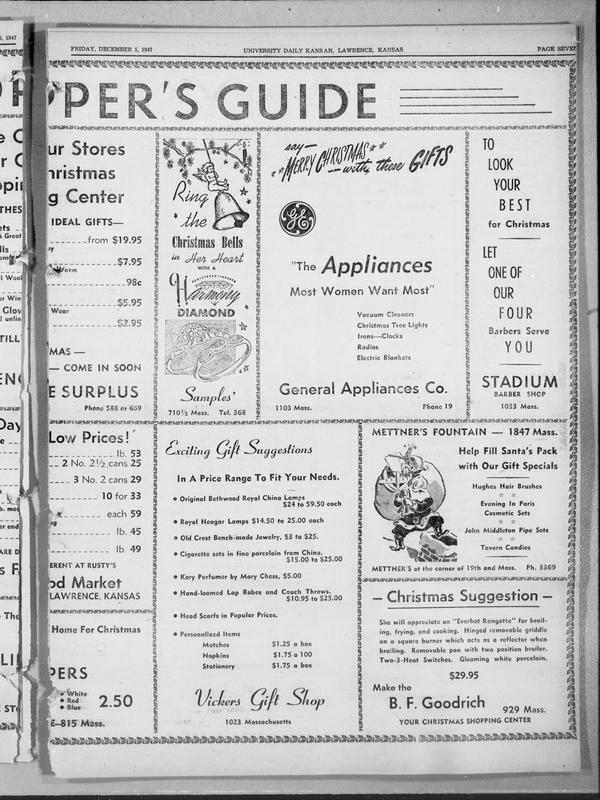 FRIDAY, DECEMBER 5, 1947
UNIVERSITY DAILY KANSAN, LAWRENCE, KANSAS
PAGE SEVEN
PER'S GUIDE
ur Stores
hristmas
g Center
IDEAL GIFTS—
from $19.95
$7.95
Warm
98c
$5.95
Wear
$2.95
MAS —
— COME IN SOON
E SURPLUS
Phone 588 or 669
Ring
the
Christmas Bells
in Her Heart
WITH A
Harmony
DIAMOND
Samples'
710½ Mass. Tel. 368
say—
"MERRY CHRISTMAS"
—with these GIFTS
GE
"The Appliances
Most Women Want Most"
Vacuum Cleaners
Christmas Tree Lights
Irons—Clocks
Radios
Electric Blankets
General Appliances Co.
1103 Mass. Phone 19
TO
LOOK
YOUR
BEST
for Christmas
LET
ONE OF
OUR
FOUR
Barbers Serve
YOU
STADIUM
BARBER SHOP
1033 Mass.
Low Prices!
lb. 53
2 No. 2½ cans 25
3 No. 2 cans 29
10 for 33
each 59
lb. 45
lb. 49
ERENT AT RUSTY'S
od Market
LAWRENCE, KANSAS
Home For Christmas
PERS
• White
• Red
• Blue
2.50
E—815 Mass.
Exciting Gift Suggestions
In A Price Range To Fit Your Needs.
• Original Bethwood Royal China Lamps
$24 to 59.50 each
• Royal Heagar Lamps $14.50 to 25.00 each
• Old Crest Bench-made Jewelry, $3 to $25.
• Cigarette sets in fine porcelain from China.
$15.00 to $25.00
• Kary Perfumer by Mary Chess, $5.00
• Hand-loomed Lap Robes and Couch Throws.
$10.95 to $25.00
• Head Scarfs in Popular Prices.
• Personalized Items
Matches $1.25 a box
Napkins $1.75 a 100
Stationery $1.75 a box
Vickers Gift Shop
1023 Massachusetts
METTNER'S FOUNTAIN — 1847 Mass.
Help Fill Santa's Pack
with Our Gift Specials
Hughes Hair Brushes
Evening In Paris
Cosmetic Sets
John Middleton Pipe Sets
Tavern Candies
METTNER'S at the corner of 19th and Mass. Ph. 3369
— Christmas Suggestion —
She will appreciate an "Everhot Rangette" for broil-
ing, frying, and cooking. Hinged removable griddle
on a square burner which acts as a reflector when
broiling. Removable pan with two position broiler.
Two-3-Heat Switches. Gleaming white porcelain.
$29.95
Make the
B. F. Goodrich 929 Mass.
YOUR CHRISTMAS SHOPPING CENTER